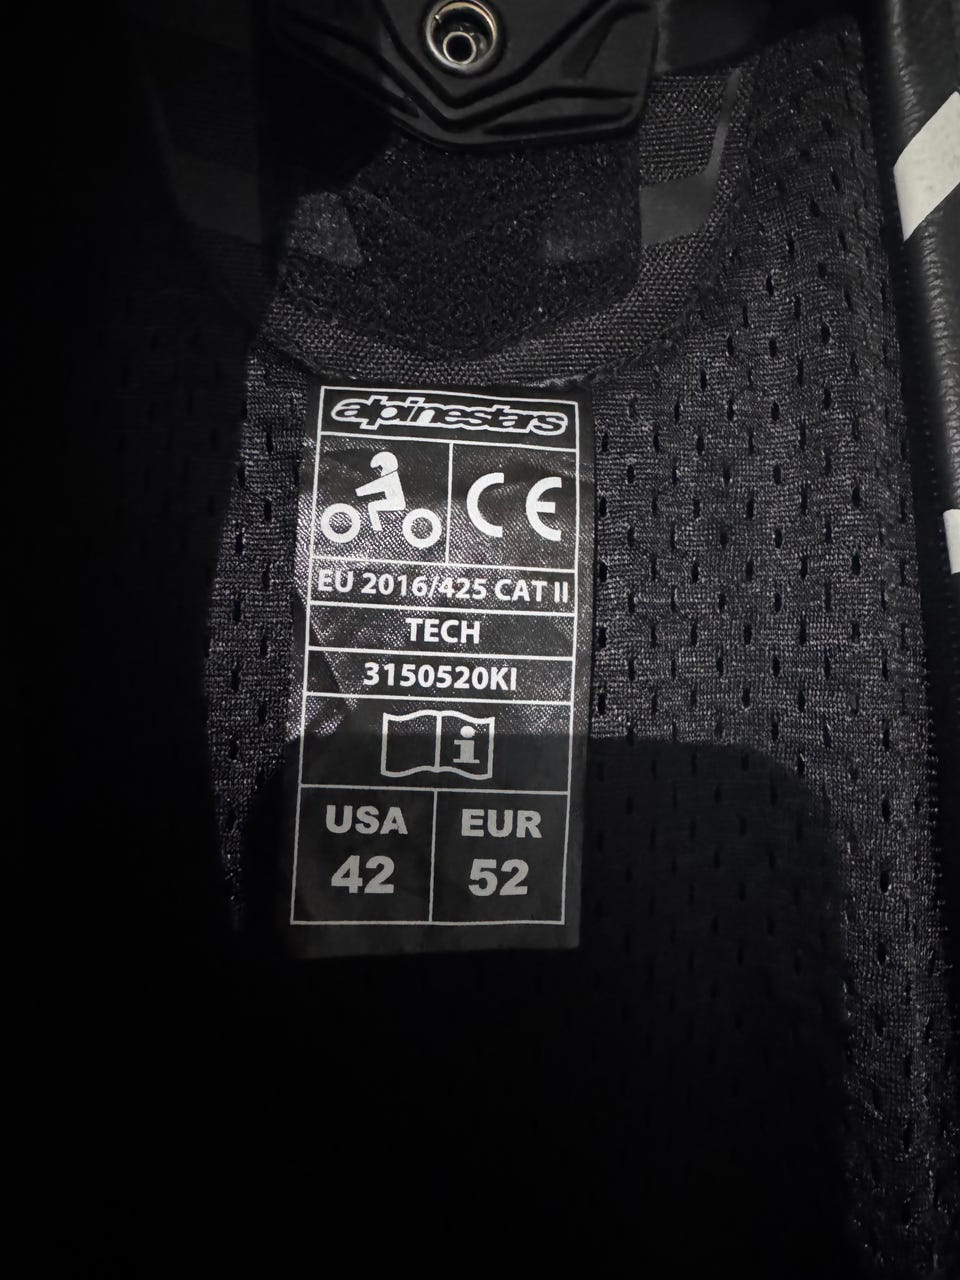 alpinestars
CE
EU 2016/425 CAT II
TECH
3150520KI
i
USA EUR
42 52